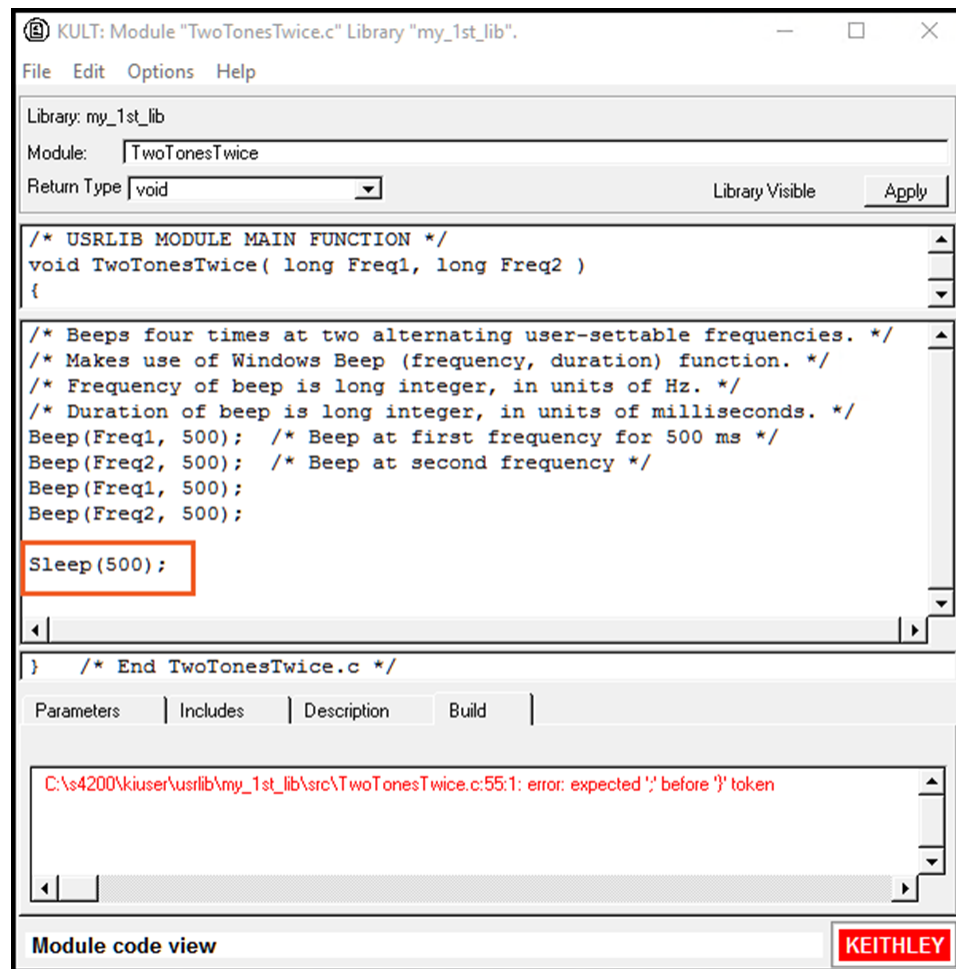 KULT: Module "TwoTonesTwice.c" Library "my_1st_lib".
File Edit Options Help
Library: my_1st_lib
Module: TwoTonesTwice
Return Type void Library Visible Apply
/* USRLIB MODULE MAIN FUNCTION */
void TwoTonesTwice( long Freq1, long Freq2 )
{
/* Beeps four times at two alternating user-settable frequencies. */
/* Makes use of Windows Beep (frequency, duration) function. */
/* Frequency of beep is long integer, in units of Hz. */
/* Duration of beep is long integer, in units of milliseconds. */
Beep(Freq1, 500); /* Beep at first frequency for 500 ms */
Beep(Freq2, 500); /* Beep at second frequency */
Beep(Freq1, 500);
Beep(Freq2, 500);
Sleep(500);
} /* End TwoTonesTwice.c */
Parameters Includes Description Build
C:\s4200\kiuser\usrlib\my_1st_lib\src\TwoTonesTwice.c:55:1: error: expected ';' before '}' token
Module code view KEITHLEY